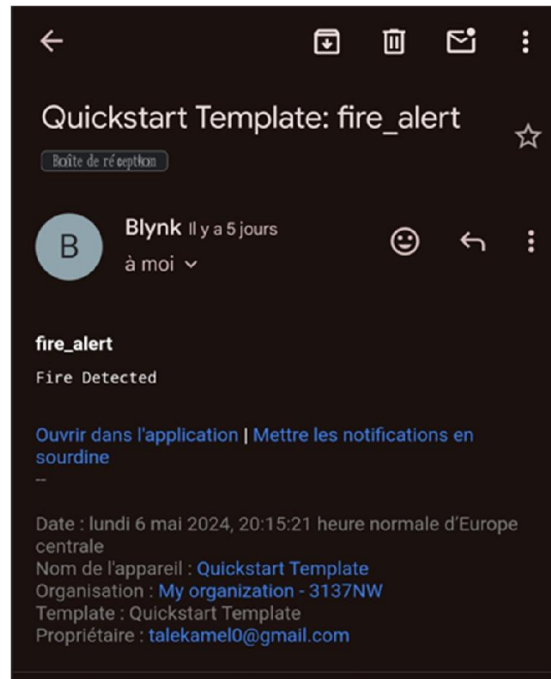 Quickstart Template: fire_alert
Boîte de réception
B
Blynk Il y a 5 jours
à moi
fire_alert
Fire Detected
Ouvrir dans l'application | Mettre les notifications en
sourdine
--
Date : lundi 6 mai 2024, 20:15:21 heure normale d'Europe
centrale
Nom de l'appareil : Quickstart Template
Organisation : My organization - 3137NW
Template : Quickstart Template
Propriétaire : talekamel0@gmail.com